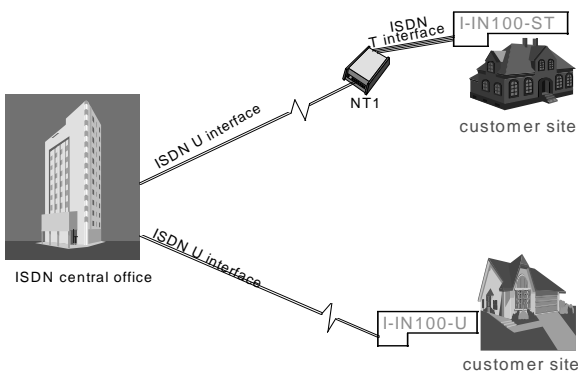 ISDN
T interface
I-IN100-ST
NT1
customer site
ISDN U interface
ISDN U interface
ISDN central office
I-IN100-U
customer site